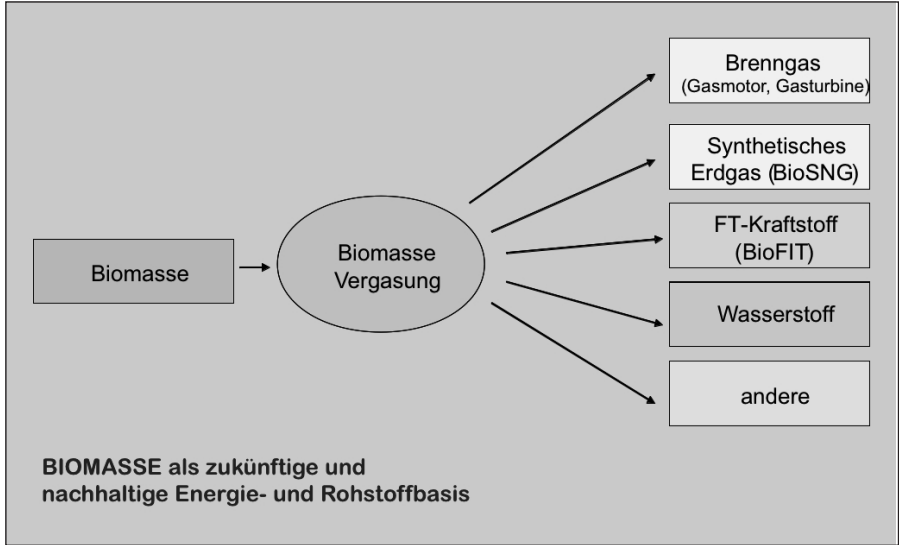 Brenngas
(Gasmotor, Gasturbine)
Synthetisches
Erdgas (BioSNG)
FT-Kraftstoff
(BioFIT)
Biomasse
Biomasse
Vergasung
Wasserstoff
andere
BIOMASSE als zukünftige und
nachhaltige Energie- und Rohstoffbasis